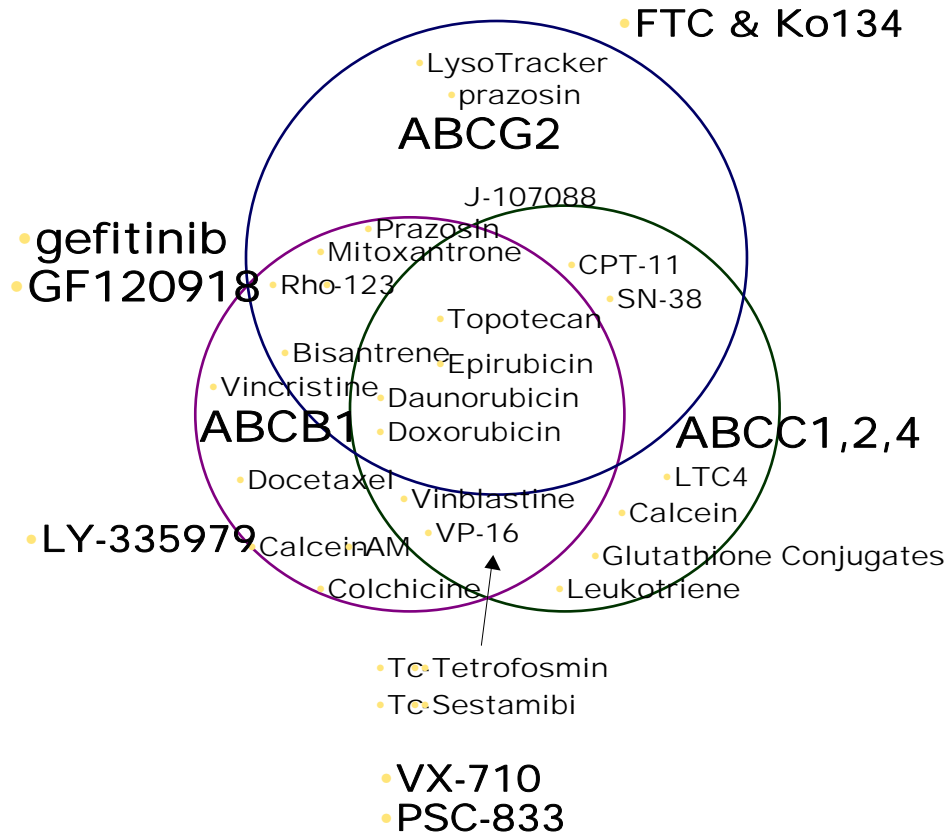 •FTC & Ko134
•LysoTracker
•prazosin
ABCG2
J-107088
•Prazosin
•gefitinib
•Mitoxantrone
•CPT-11
•GF120918
•Rho-123
•SN-38
•Topotecan
•Bisantrene
•Epirubicin
•Vincristine
•Daunorubicin
ABCB1
•Doxorubicin
ABCC1,2,4
•Docetaxel
•LTC4
•Vinblastine
•Calcein
•VP-16
•LY-335979
•Calcein-AM
•Glutathione Conjugates
•Colchicine
•Leukotriene
•Tc-Tetrofosmin
•Tc-Sestamibi
•VX-710
•PSC-833